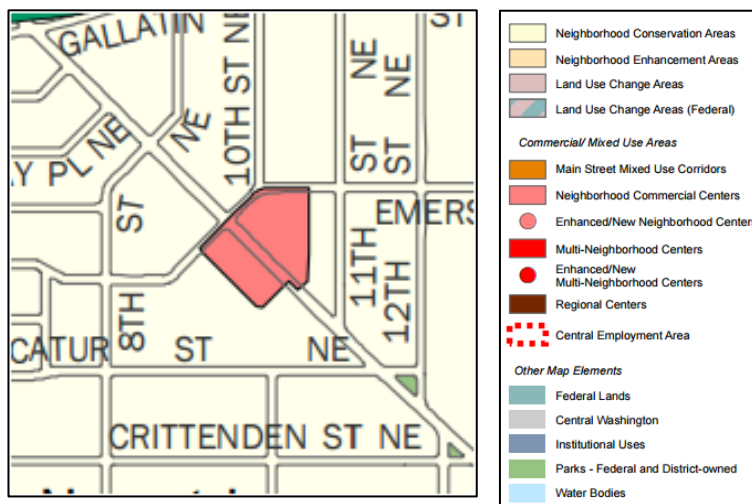 GALLATIN
ST
NE
10TH ST NE
NE
NE
AY PL NE
ST
ST
ST
EMERS
8TH
11TH
12TH
CATUR ST NE
CRITTENDEN ST NE
Neighborhood Conservation Areas
Neighborhood Enhancement Areas
Land Use Change Areas
Land Use Change Areas (Federal)
Commercial/ Mixed Use Areas
Main Street Mixed Use Corridors
Neighborhood Commercial Centers
Enhanced/New Neighborhood Centers
Multi-Neighborhood Centers
Enhanced/New
Multi-Neighborhood Centers
Regional Centers
Central Employment Area
Other Map Elements
Federal Lands
Central Washington
Institutional Uses
Parks - Federal and District-owned
Water Bodies